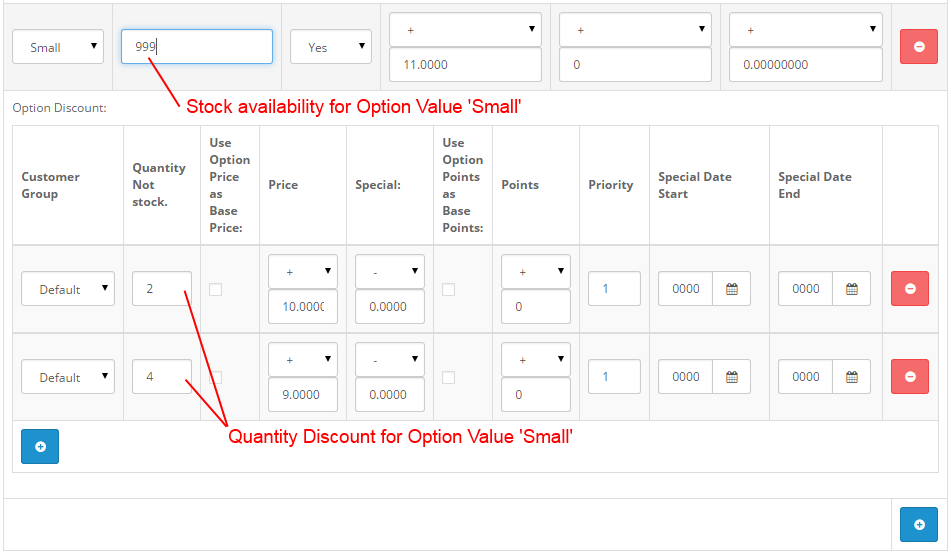 Small 999 Yes + + +
11.0000 0 0.00000000
Stock availability for Option Value 'Small'
Option Discount:
Customer Group
Quantity Not stock.
Use Option Price as Base Price:
Price
Special:
Use Option Points as Base Points:
Points
Priority
Special Date Start
Special Date End
Default 2 + - + 1 0000 0000
10.000 0.0000 0
Default 4 + - + 1 0000 0000
9.0000 0.0000 0
Quantity Discount for Option Value 'Small'